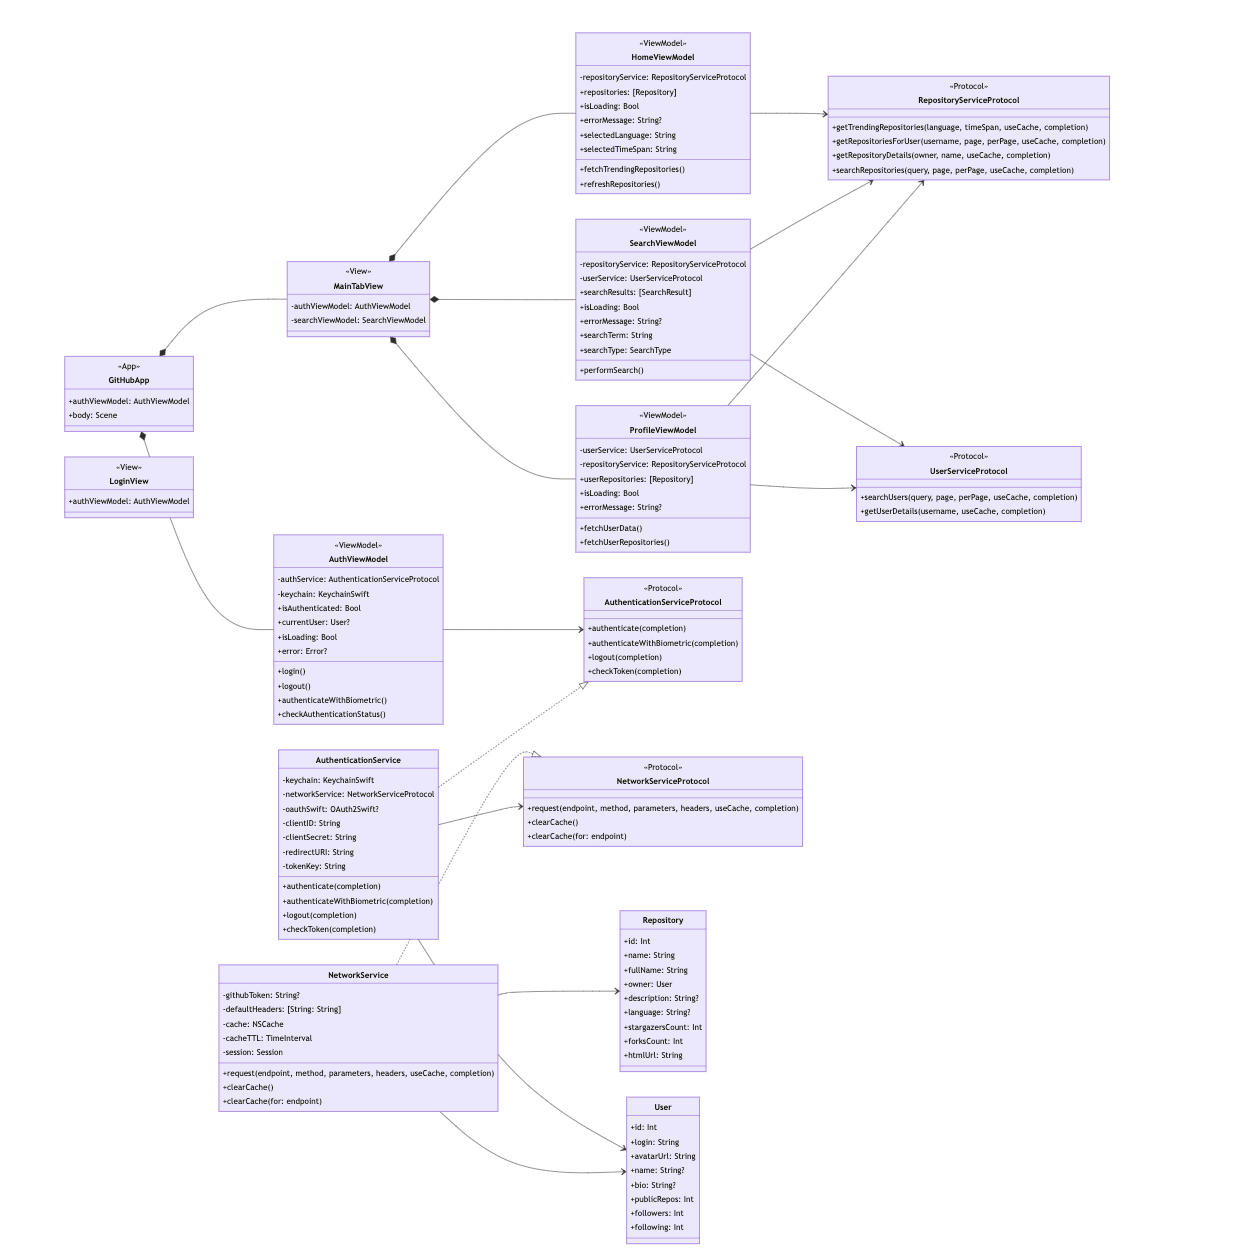 «ViewModel»
HomeViewModel
-repositoryService: RepositoryServiceProtocol
+repositories: [Repository]
+isLoading: Bool
+errorMessage: String?
+selectedLanguage: String
+selectedTimeSpan: String
+fetchTrendingRepositories()
+refreshRepositories()
«Protocol»
RepositoryServiceProtocol
+getTrendingRepositories(language, timeSpan, useCache, completion)
+getRepositoriesForUser(username, page, perPage, useCache, completion)
+getRepositoryDetails(owner, name, useCache, completion)
+searchRepositories(query, page, perPage, useCache, completion)
«ViewModel»
SearchViewModel
-repositoryService: RepositoryServiceProtocol
-userService: UserServiceProtocol
+searchResults: [SearchResult]
+isLoading: Bool
+errorMessage: String?
+searchTerm: String
+searchType: SearchType
+performSearch()
«View»
MainTabView
-authViewModel: AuthViewModel
-searchViewModel: SearchViewModel
«App»
GitHubApp
+authViewModel: AuthViewModel
+body: Scene
«View»
LoginView
+authViewModel: AuthViewModel
«ViewModel»
ProfileViewModel
-userService: UserServiceProtocol
-repositoryService: RepositoryServiceProtocol
+userRepositories: [Repository]
+isLoading: Bool
+errorMessage: String?
+fetchUserData()
+fetchUserRepositories()
«Protocol»
UserServiceProtocol
+searchUsers(query, page, perPage, useCache, completion)
+getUserDetails(username, useCache, completion)
«ViewModel»
AuthViewModel
-authService: AuthenticationServiceProtocol
-keychain: KeychainSwift
+isAuthenticated: Bool
+currentUser: User?
+isLoading: Bool
+error: Error?
+login()
+logout()
+authenticateWithBiometric()
+checkAuthenticationStatus()
«Protocol»
AuthenticationServiceProtocol
+authenticate(completion)
+authenticateWithBiometric(completion)
+logout(completion)
+checkToken(completion)
AuthenticationService
-keychain: KeychainSwift
-networkService: NetworkServiceProtocol
-oauthSwift: OAuth2Swift?
-clientID: String
-clientSecret: String
-redirectURI: String
-tokenKey: String
+authenticate(completion)
+authenticateWithBiometric(completion)
+logout(completion)
+checkToken(completion)
«Protocol»
NetworkServiceProtocol
+request(endpoint, method, parameters, headers, useCache, completion)
+clearCache()
+clearCache(for: endpoint)
NetworkService
-githubToken: String?
-defaultHeaders: [String: String]
-cache: NSCache
-cacheTTL: TimeInterval
-session: Session
+request(endpoint, method, parameters, headers, useCache, completion)
+clearCache()
+clearCache(for: endpoint)
Repository
+id: Int
+name: String
+fullName: String
+owner: User
+description: String?
+language: String?
+stargazersCount: Int
+forksCount: Int
+htmlUrl: String
User
+id: Int
+login: String
+avatarUrl: String
+name: String?
+bio: String?
+publicRepos: Int
+followers: Int
+following: Int